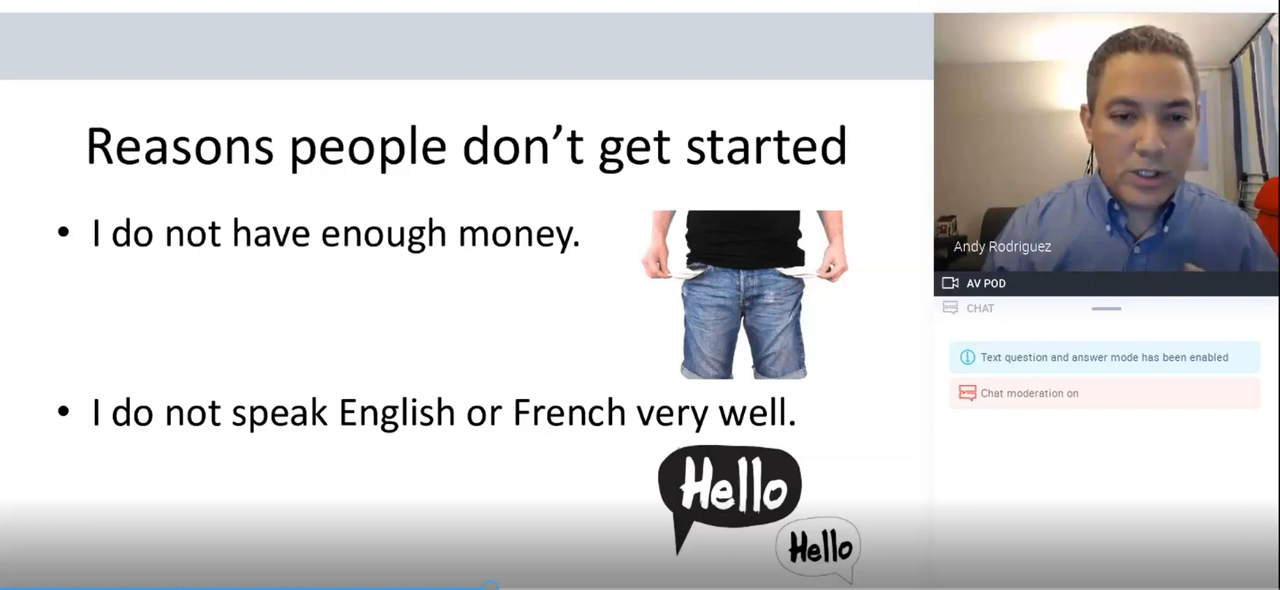 Reasons people don’t get started
• I do not have enough money.
• I do not speak English or French very well.
Hello
Hello
Andy Rodriguez
AV POD
CHAT
Text question and answer mode has been enabled
Chat moderation on